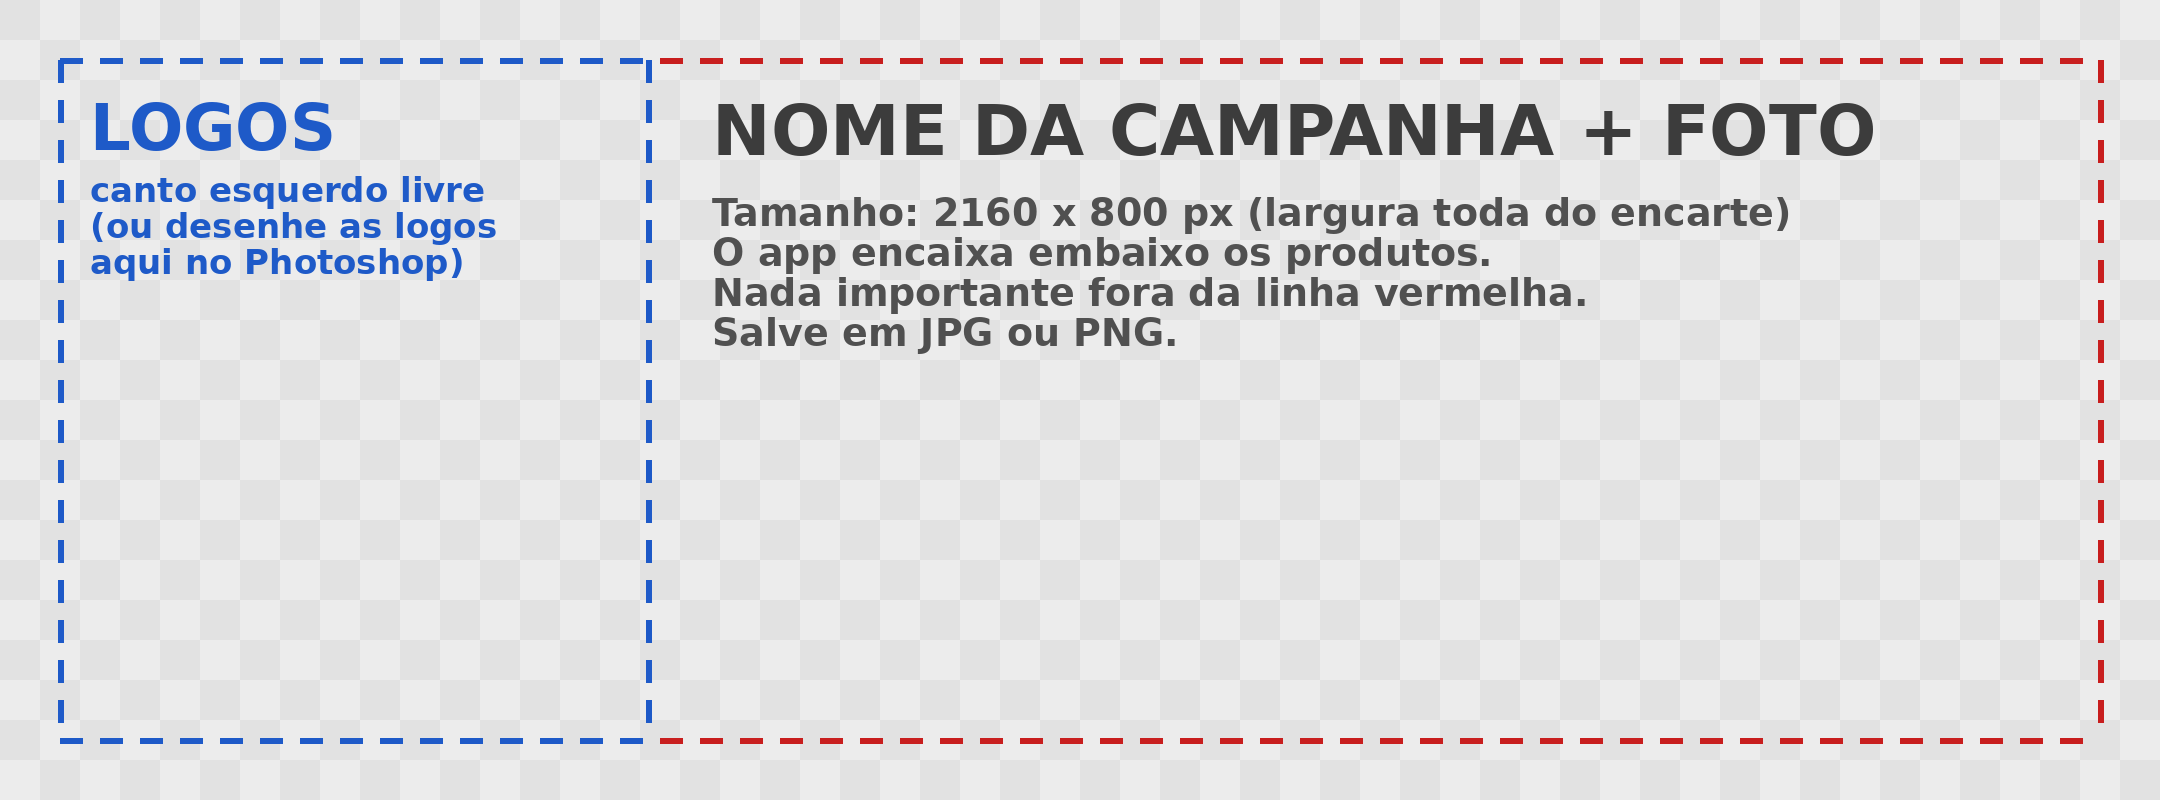 LOGOS
canto esquerdo livre
(ou desenhe as logos
aqui no Photoshop)
NOME DA CAMPANHA + FOTO
Tamanho: 2160 x 800 px (largura toda do encarte)
O app encaixa embaixo os produtos.
Nada importante fora da linha vermelha.
Salve em JPG ou PNG.